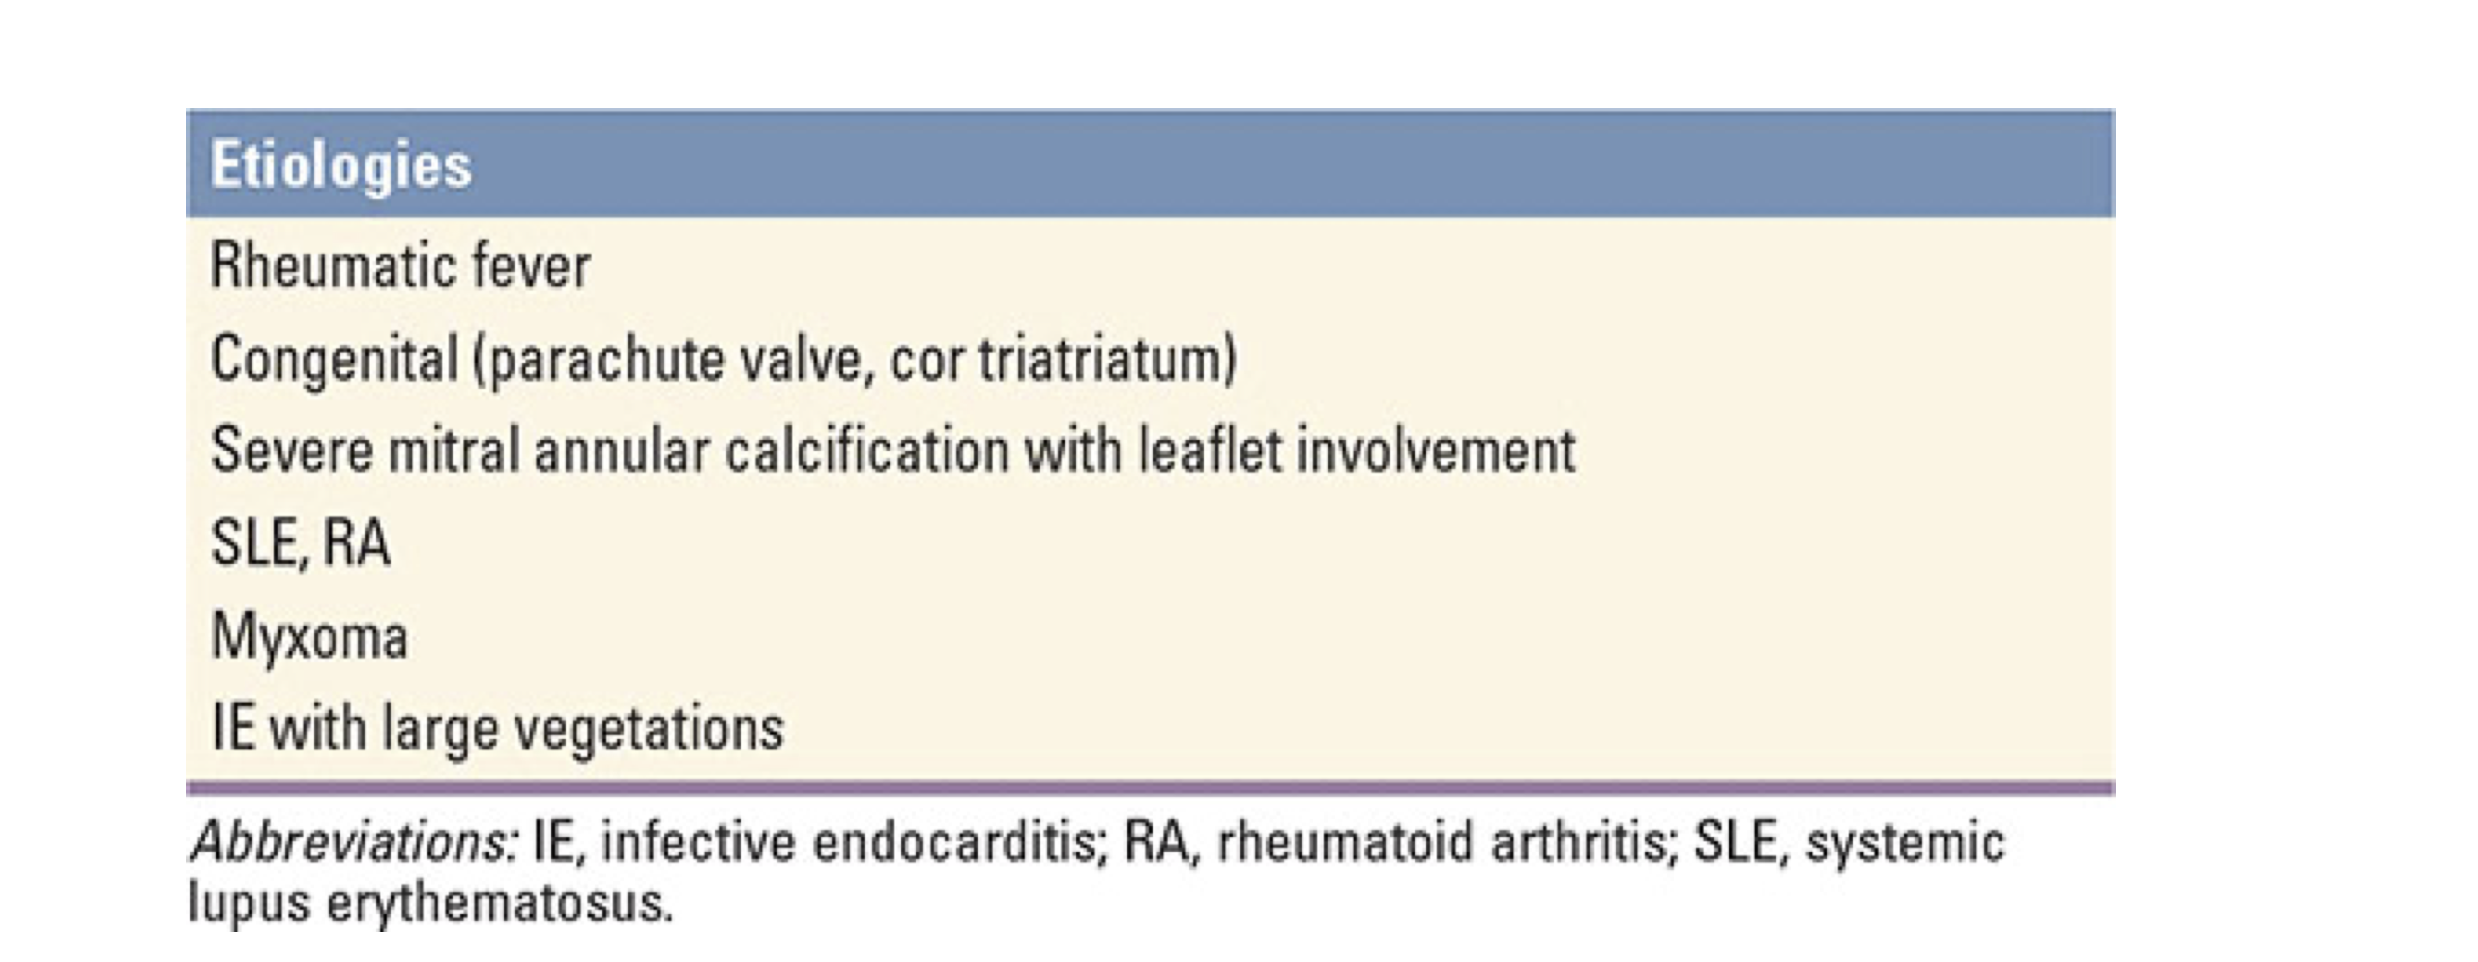 Etiologies
Rheumatic fever
Congenital (parachute valve, cor triatriatum)
Severe mitral annular calcification with leaflet involvement
SLE, RA
Myxoma
IE with large vegetations
Abbreviations: IE, infective endocarditis; RA, rheumatoid arthritis; SLE, systemic
lupus erythematosus.